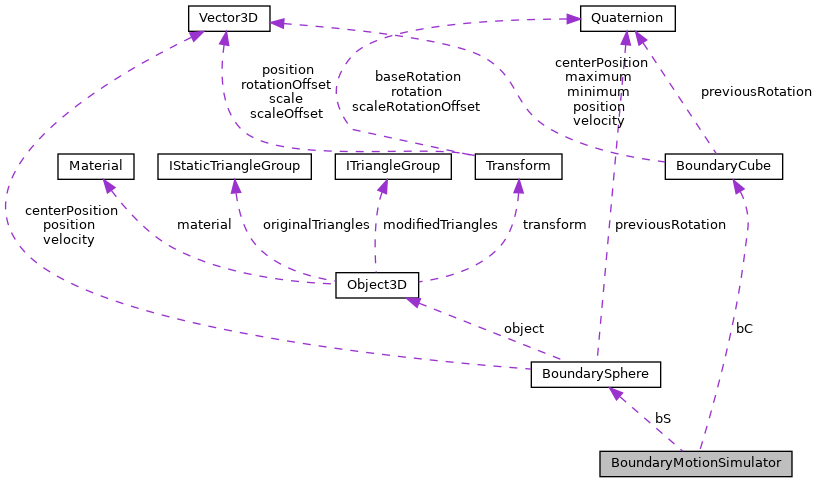 Vector3D
Quaternion
position
rotationOffset
scale
scaleOffset
baseRotation
rotation
scaleRotationOffset
centerPosition
maximum
minimum
position
velocity
previousRotation
Material
IStaticTriangleGroup
ITriangleGroup
Transform
BoundaryCube
centerPosition
position
velocity
material
originalTriangles
modifiedTriangles
transform
previousRotation
Object3D
object
bC
BoundarySphere
bS
BoundaryMotionSimulator